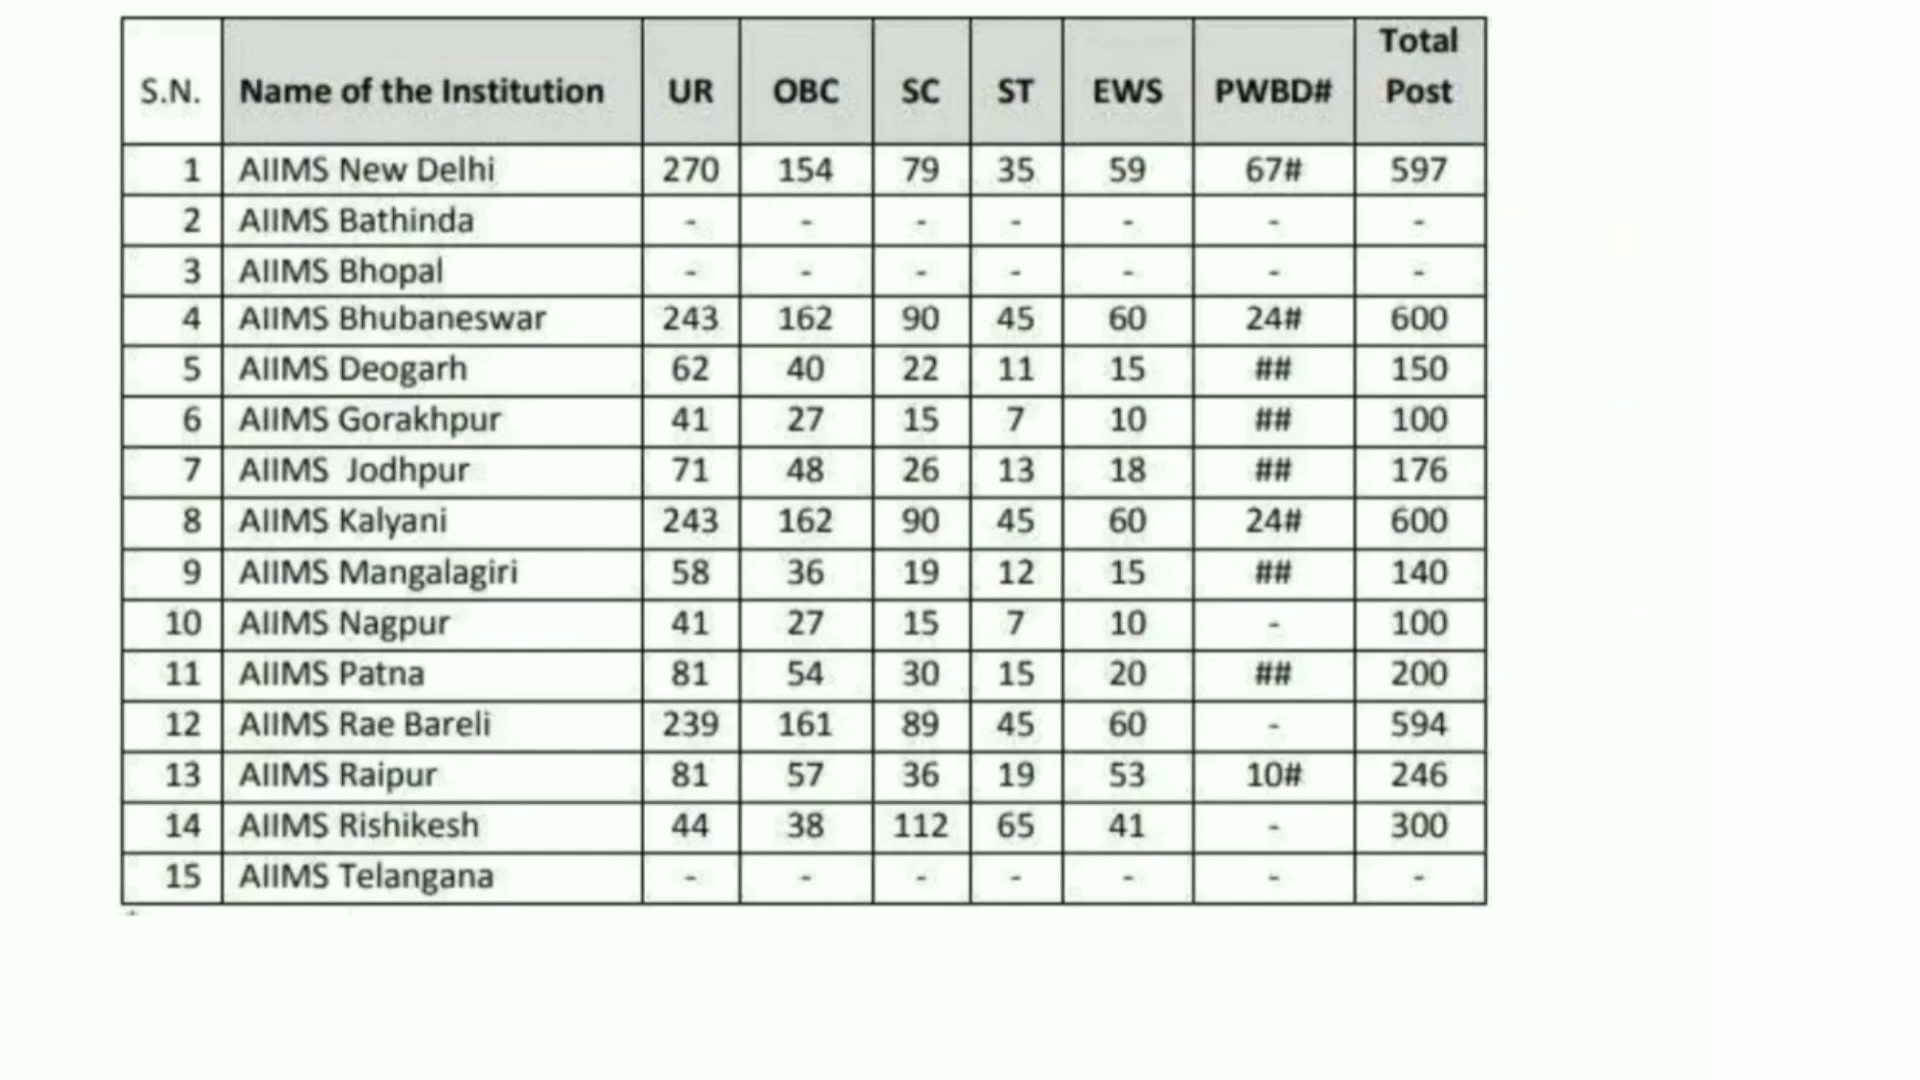 S.N. Name of the Institution UR OBC SC ST EWS PWBD# Total Post
1 AIIMS New Delhi 270 154 79 35 59 67# 597
2 AIIMS Bathinda - - - - - - -
3 AIIMS Bhopal - - - - - - -
4 AIIMS Bhubaneswar 243 162 90 45 60 24# 600
5 AIIMS Deogarh 62 40 22 11 15 ## 150
6 AIIMS Gorakhpur 41 27 15 7 10 ## 100
7 AIIMS Jodhpur 71 48 26 13 18 ## 176
8 AIIMS Kalyani 243 162 90 45 60 24# 600
9 AIIMS Mangalagiri 58 36 19 12 15 ## 140
10 AIIMS Nagpur 41 27 15 7 10 - 100
11 AIIMS Patna 81 54 30 15 20 ## 200
12 AIIMS Rae Bareli 239 161 89 45 60 - 594
13 AIIMS Raipur 81 57 36 19 53 10# 246
14 AIIMS Rishikesh 44 38 112 65 41 - 300
15 AIIMS Telangana - - - - - - -